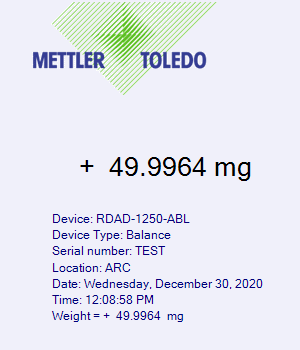 METTLER TOLEDO
+ 49.9964 mg
Device: RDAD-1250-ABL
Device Type: Balance
Serial number: TEST
Location: ARC
Date: Wednesday, December 30, 2020
Time: 12:08:58 PM
Weight = + 49.9964 mg